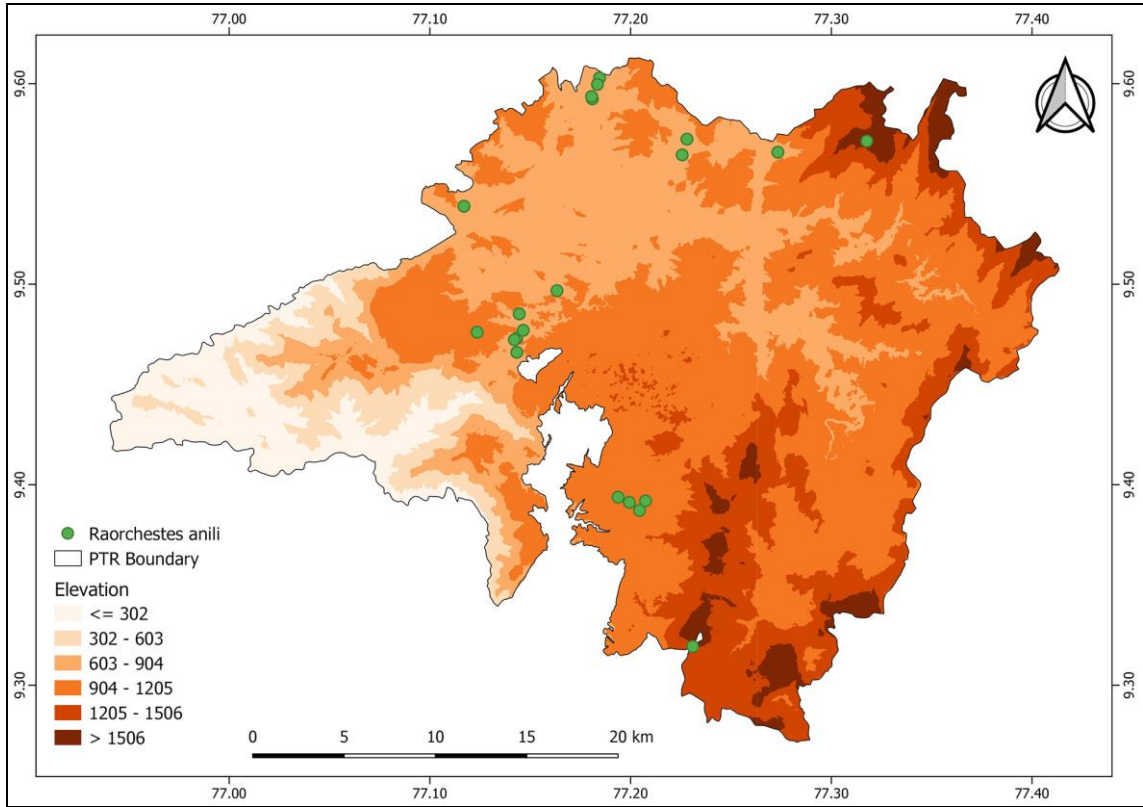 77.00 77.10 77.20 77.30 77.40
9.60 9.60
9.50 9.50
9.40 9.40
9.30 9.30
Raorchestes anili
PTR Boundary
Elevation
<= 302
302 - 603
603 - 904
904 - 1205
1205 - 1506
> 1506
0 5 10 15 20 km
77.00 77.10 77.20 77.30 77.40